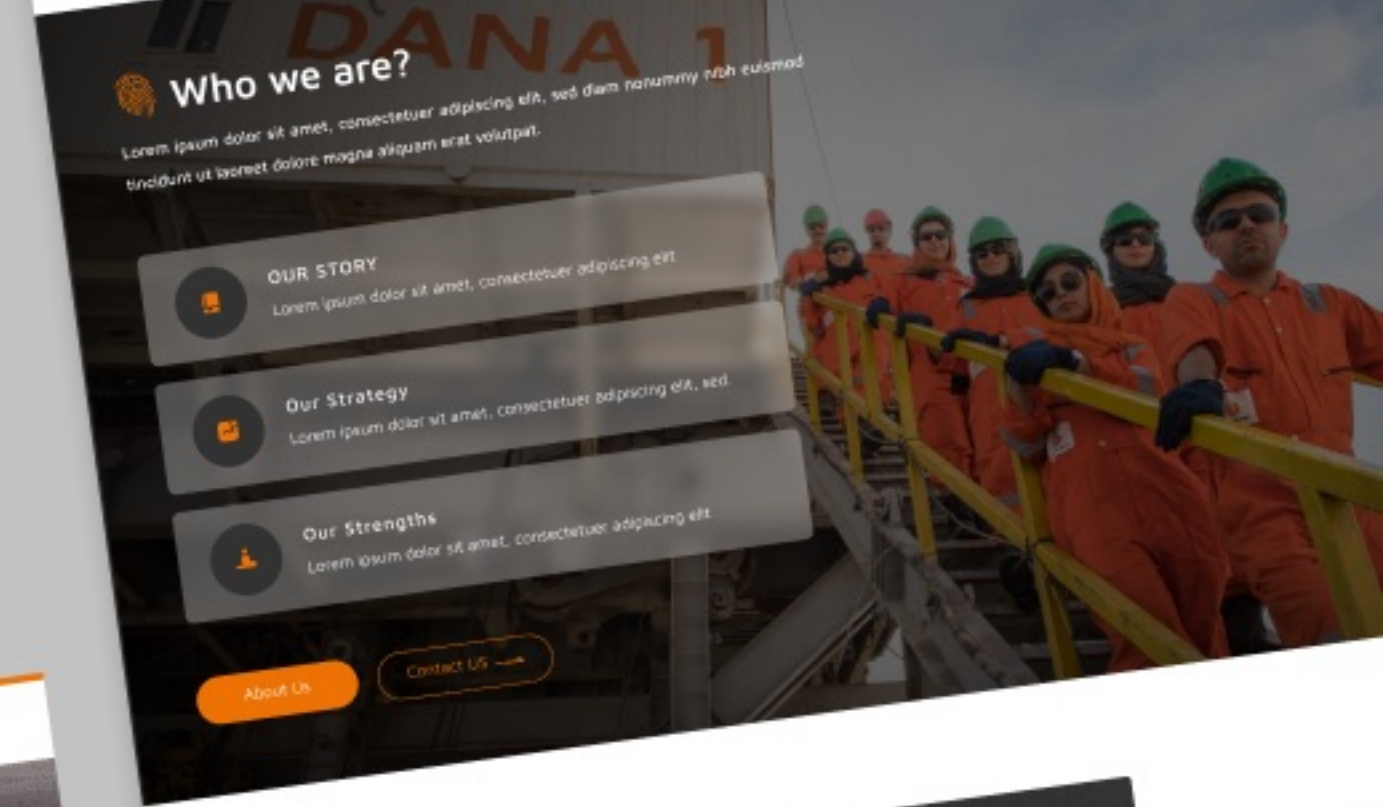 DANA 1
Who we are?
Lorem ipsum dolor sit amet, consectetuer adipiscing elit, sed diam nonummy nibh euismod
tincidunt ut laoreet dolore magna aliquam erat volutpat.
OUR STORY
Lorem ipsum dolor sit amet, consectetuer adipiscing elit
Our Strategy
Lorem ipsum dolor sit amet, consectetuer adipiscing elit, sed.
Our Strengths
Lorem ipsum dolor sit amet, consectetuer adipiscing elit
About Us
Contact US